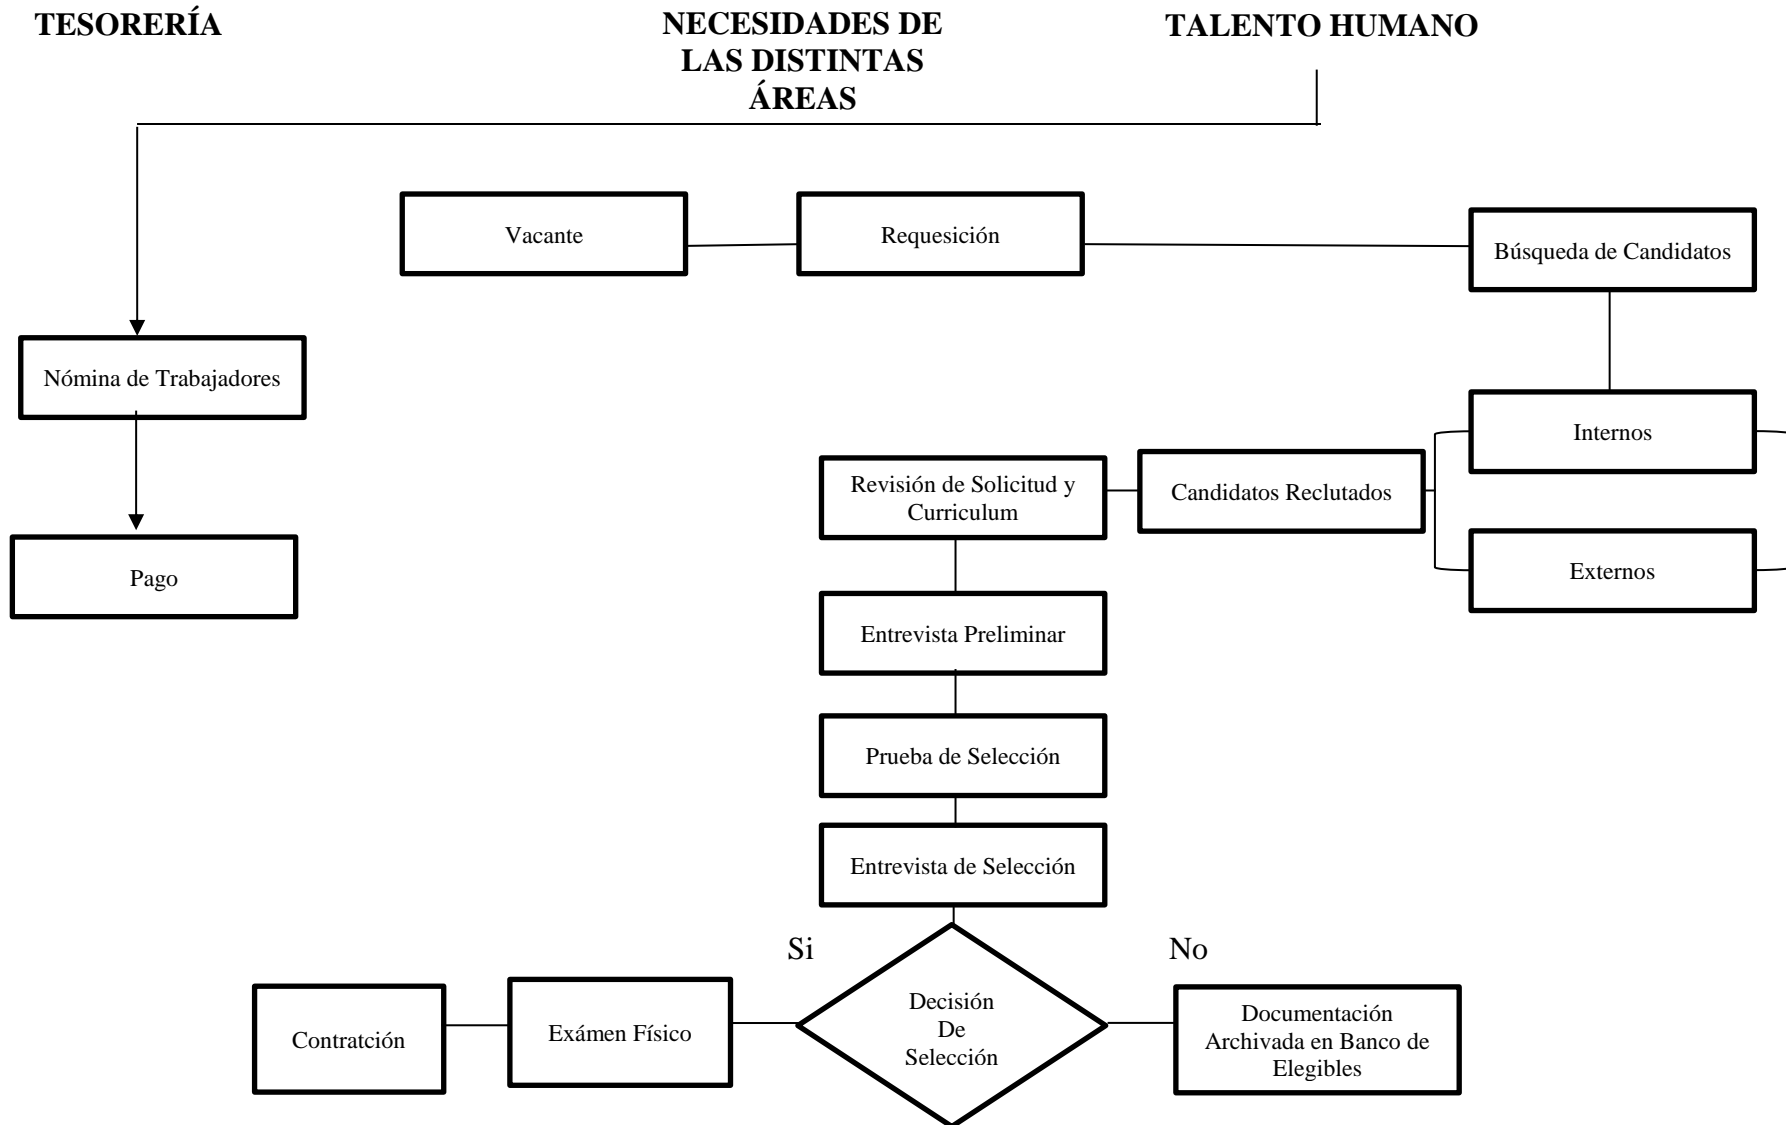 TESORERÍA
NECESIDADES DE
LAS DISTINTAS
ÁREAS
TALENTO HUMANO
Vacante
Requesición
Búsqueda de Candidatos
Nómina de Trabajadores
Internos
Revisión de Solicitud y
Curriculum
Candidatos Reclutados
Externos
Pago
Entrevista Preliminar
Prueba de Selección
Entrevista de Selección
Si
No
Contratción
Exámen Físico
Decisión
De
Selección
Documentación
Archivada en Banco de
Elegibles